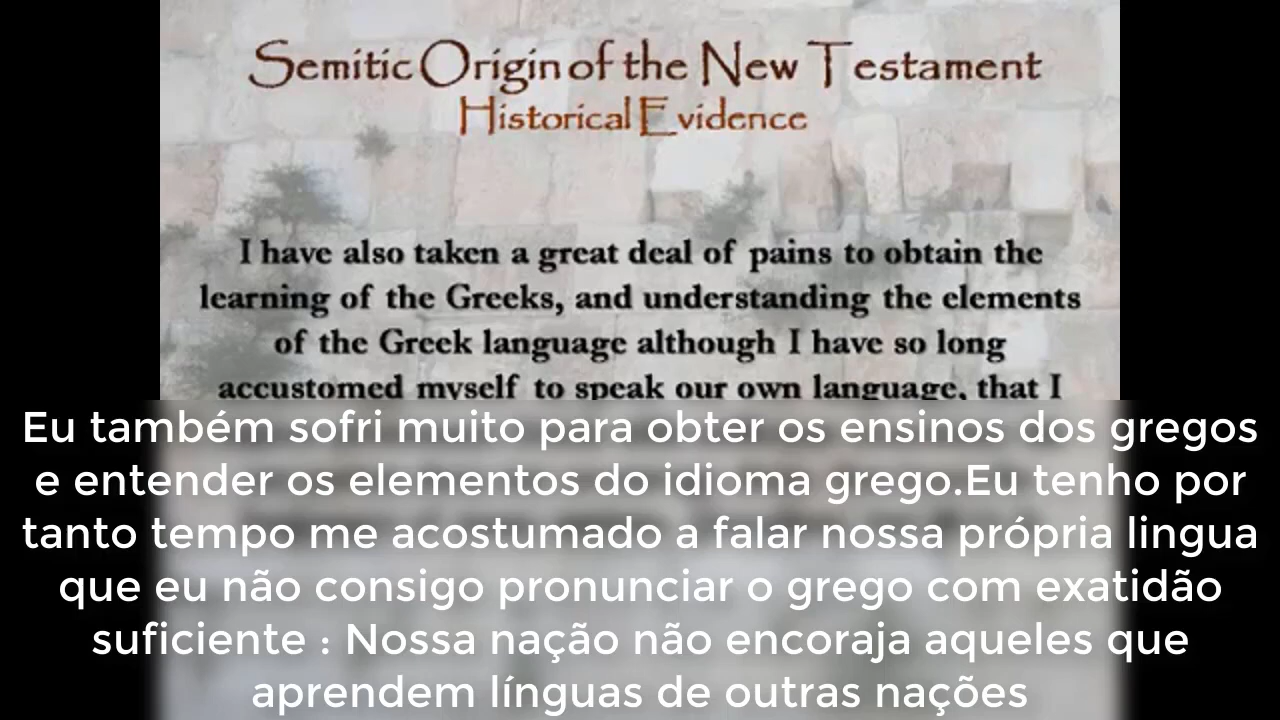 Semitic Origin of the New Testament
Historical Evidence
I have also taken a great deal of pains to obtain the
learning of the Greeks, and understanding the elements
of the Greek language although I have so long
accustomed myself to speak our own language, that I
Eu também sofri muito para obter os ensinos dos gregos
e entender os elementos do idioma grego.Eu tenho por
tanto tempo me acostumado a falar nossa própria lingua
que eu não consigo pronunciar o grego com exatidão
suficiente : Nossa nação não encoraja aqueles que
aprendem línguas de outras nações